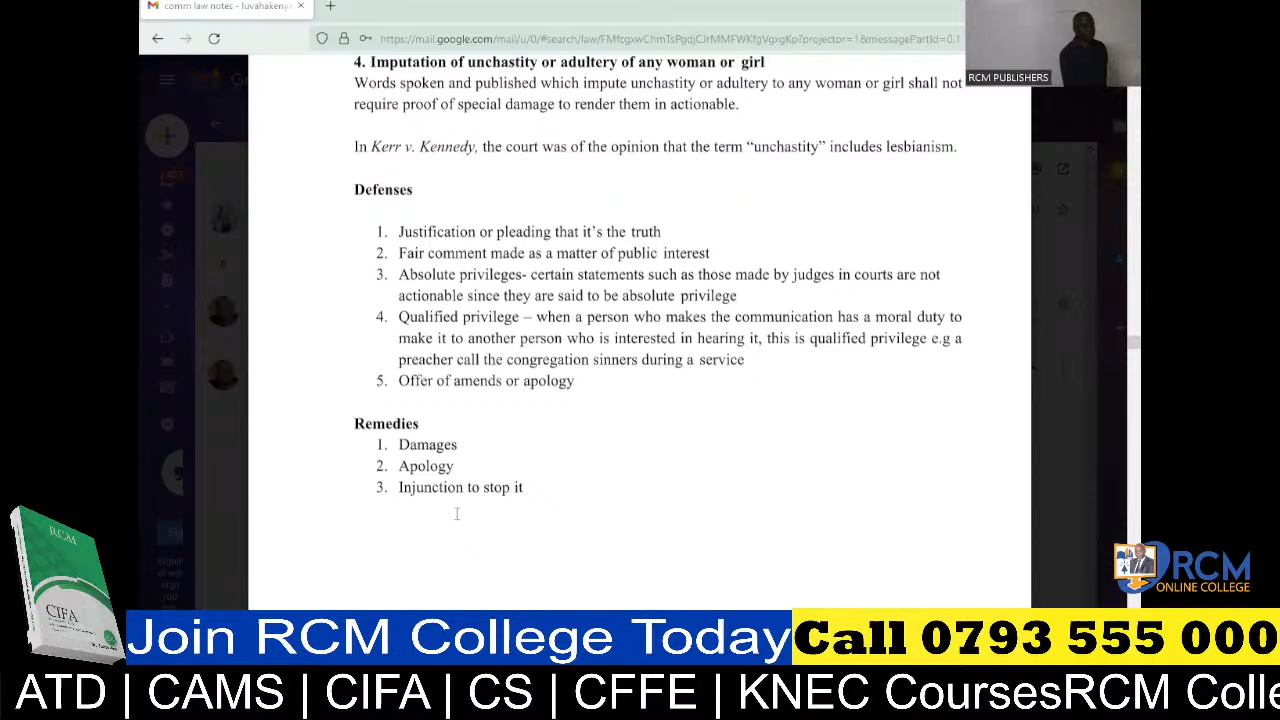 comm law notes - luvahakenya
https://mail.google.com/mail/u/0/#search/law/FMfcgxwChmTsPgdjCJrMMFWKfgVgxgKp?projector=1&messagePartId=0.1
RCM PUBLISHERS
4. Imputation of unchastity or adultery of any woman or girl
Words spoken and published which impute unchastity or adultery to any woman or girl shall not
require proof of special damage to render them in actionable.
In Kerr v. Kennedy, the court was of the opinion that the term “unchastity” includes lesbianism.
Defenses
1. Justification or pleading that it’s the truth
2. Fair comment made as a matter of public interest
3. Absolute privileges- certain statements such as those made by judges in courts are not
actionable since they are said to be absolute privilege
4. Qualified privilege – when a person who makes the communication has a moral duty to
make it to another person who is interested in hearing it, this is qualified privilege e.g a
preacher call the congregation sinners during a service
5. Offer of amends or apology
Remedies
1. Damages
2. Apology
3. Injunction to stop it
RCM
CIFA
RCM
ONLINE COLLEGE
Join RCM College Today
Call 0793 555 000
ATD | CAMS | CIFA | CS | CFFE | KNEC CoursesRCM Colle